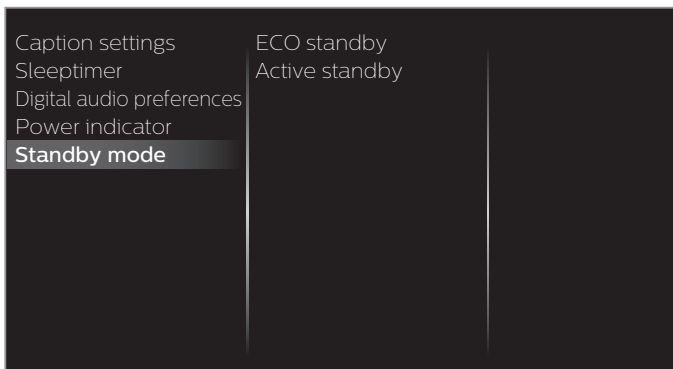 Caption settings
Sleeptimer
Digital audio preferences
Power indicator
Standby mode
ECO standby
Active standby